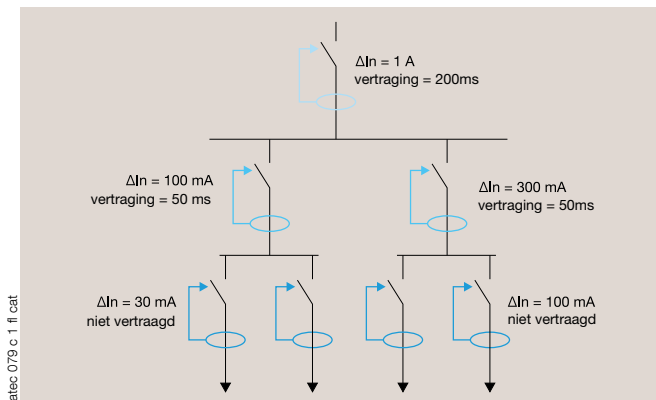 ΔIn = 1 A
vertraging = 200ms
ΔIn = 100 mA
vertraging = 50 ms
ΔIn = 300 mA
vertraging = 50ms
ΔIn = 30 mA
niet vertraagd
ΔIn = 100 mA
niet vertraagd
atec 079 c 1 fl cat